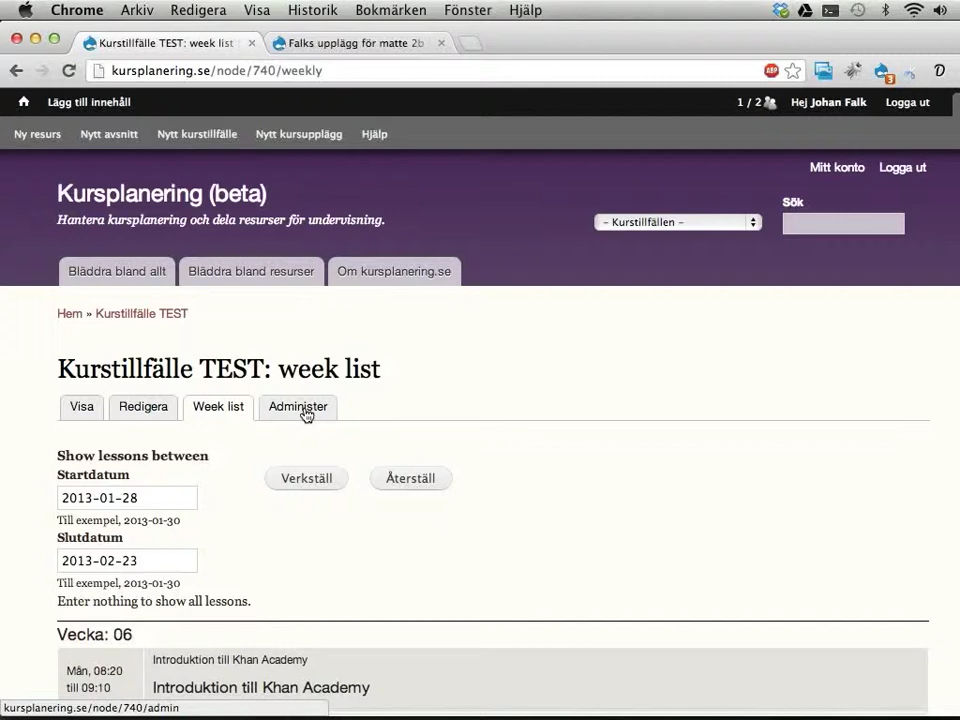 Chrome Arkiv Redigera Visa Historik Bokmärken Fönster Hjälp
Kurstillfälle TEST: week list × Falks upplägg för matte 2b ×
kursplanering.se/node/740/weekly ABP 3 D
Lägg till innehåll 1 / 2 Hej Johan Falk Logga ut
Ny resurs Nytt avsnitt Nytt kurstillfälle Nytt kursupplägg Hjälp
Mitt konto Logga ut
Kursplanering (beta)
Hantera kursplanering och dela resurser för undervisning.
Sök
- Kurstillfällen -
Bläddra bland allt Bläddra bland resurser Om kursplanering.se
Hem » Kurstillfälle TEST
Kurstillfälle TEST: week list
Visa Redigera Week list Administer
Show lessons between
Startdatum
Verkställ Återställ
2013-01-28
Till exempel, 2013-01-30
Slutdatum
2013-02-23
Till exempel, 2013-01-30
Enter nothing to show all lessons.
Vecka: 06
Mån, 08:20
till 09:10
Introduktion till Khan Academy
Introduktion till Khan Academy
kursplanering.se/node/740/admin